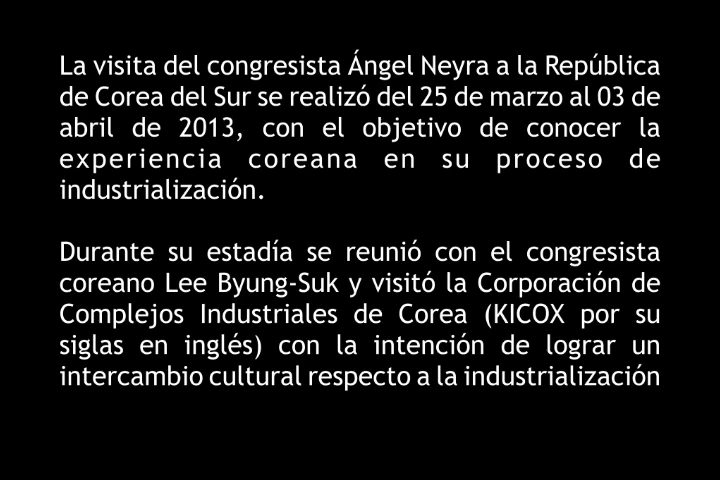 La visita del congresista Ángel Neyra a la República
de Corea del Sur se realizó del 25 de marzo al 03 de
abril de 2013, con el objetivo de conocer la
experiencia coreana en su proceso de
industrialización.
Durante su estadía se reunió con el congresista
coreano Lee Byung-Suk y visitó la Corporación de
Complejos Industriales de Corea (KICOX por su
siglas en inglés) con la intención de lograr un
intercambio cultural respecto a la industrialización